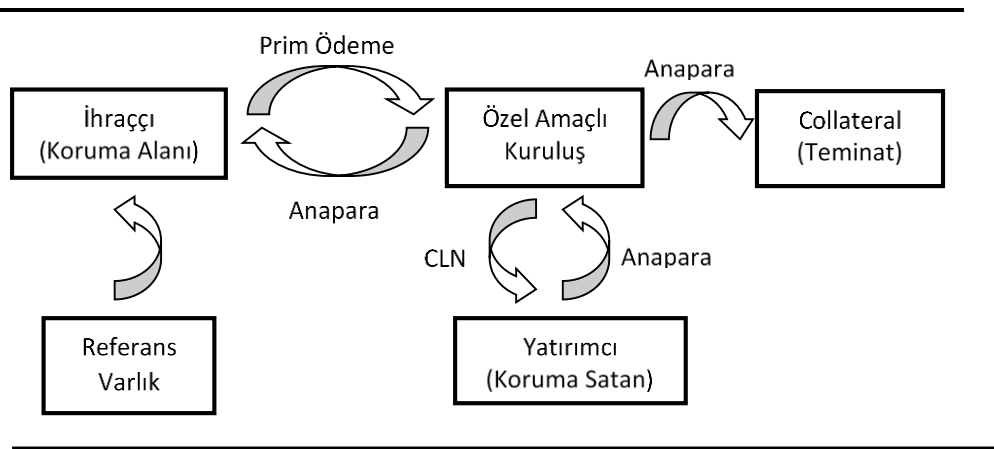 Prim Ödeme
Anapara
İhraççı
(Koruma Alanı)
Özel Amaçlı
Kuruluş
Collateral
(Teminat)
Anapara
CLN
Anapara
Referans
Varlık
Yatırımcı
(Koruma Satan)